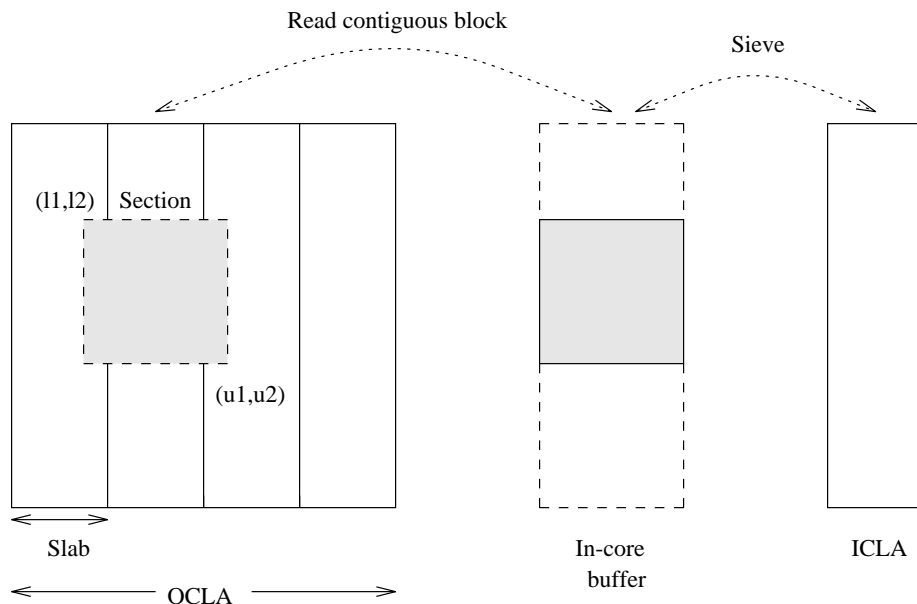 Read contiguous block
Sieve
(l1,l2)
Section
(u1,u2)
Slab
In-core
buffer
ICLA
OCLA